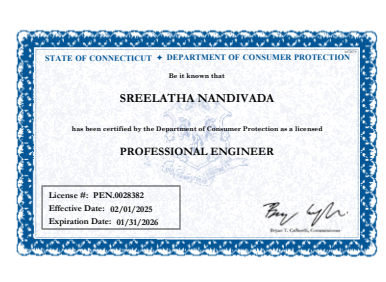 STATE OF CONNECTICUT ✦ DEPARTMENT OF CONSUMER PROTECTION
Be it known that
SREELATHA NANDIVADA
has been certified by the Department of Consumer Protection as a licensed
PROFESSIONAL ENGINEER
License #: PEN.0028382
Effective Date: 02/01/2025
Expiration Date: 01/31/2026
Bryan T. Cafferelli, Commissioner